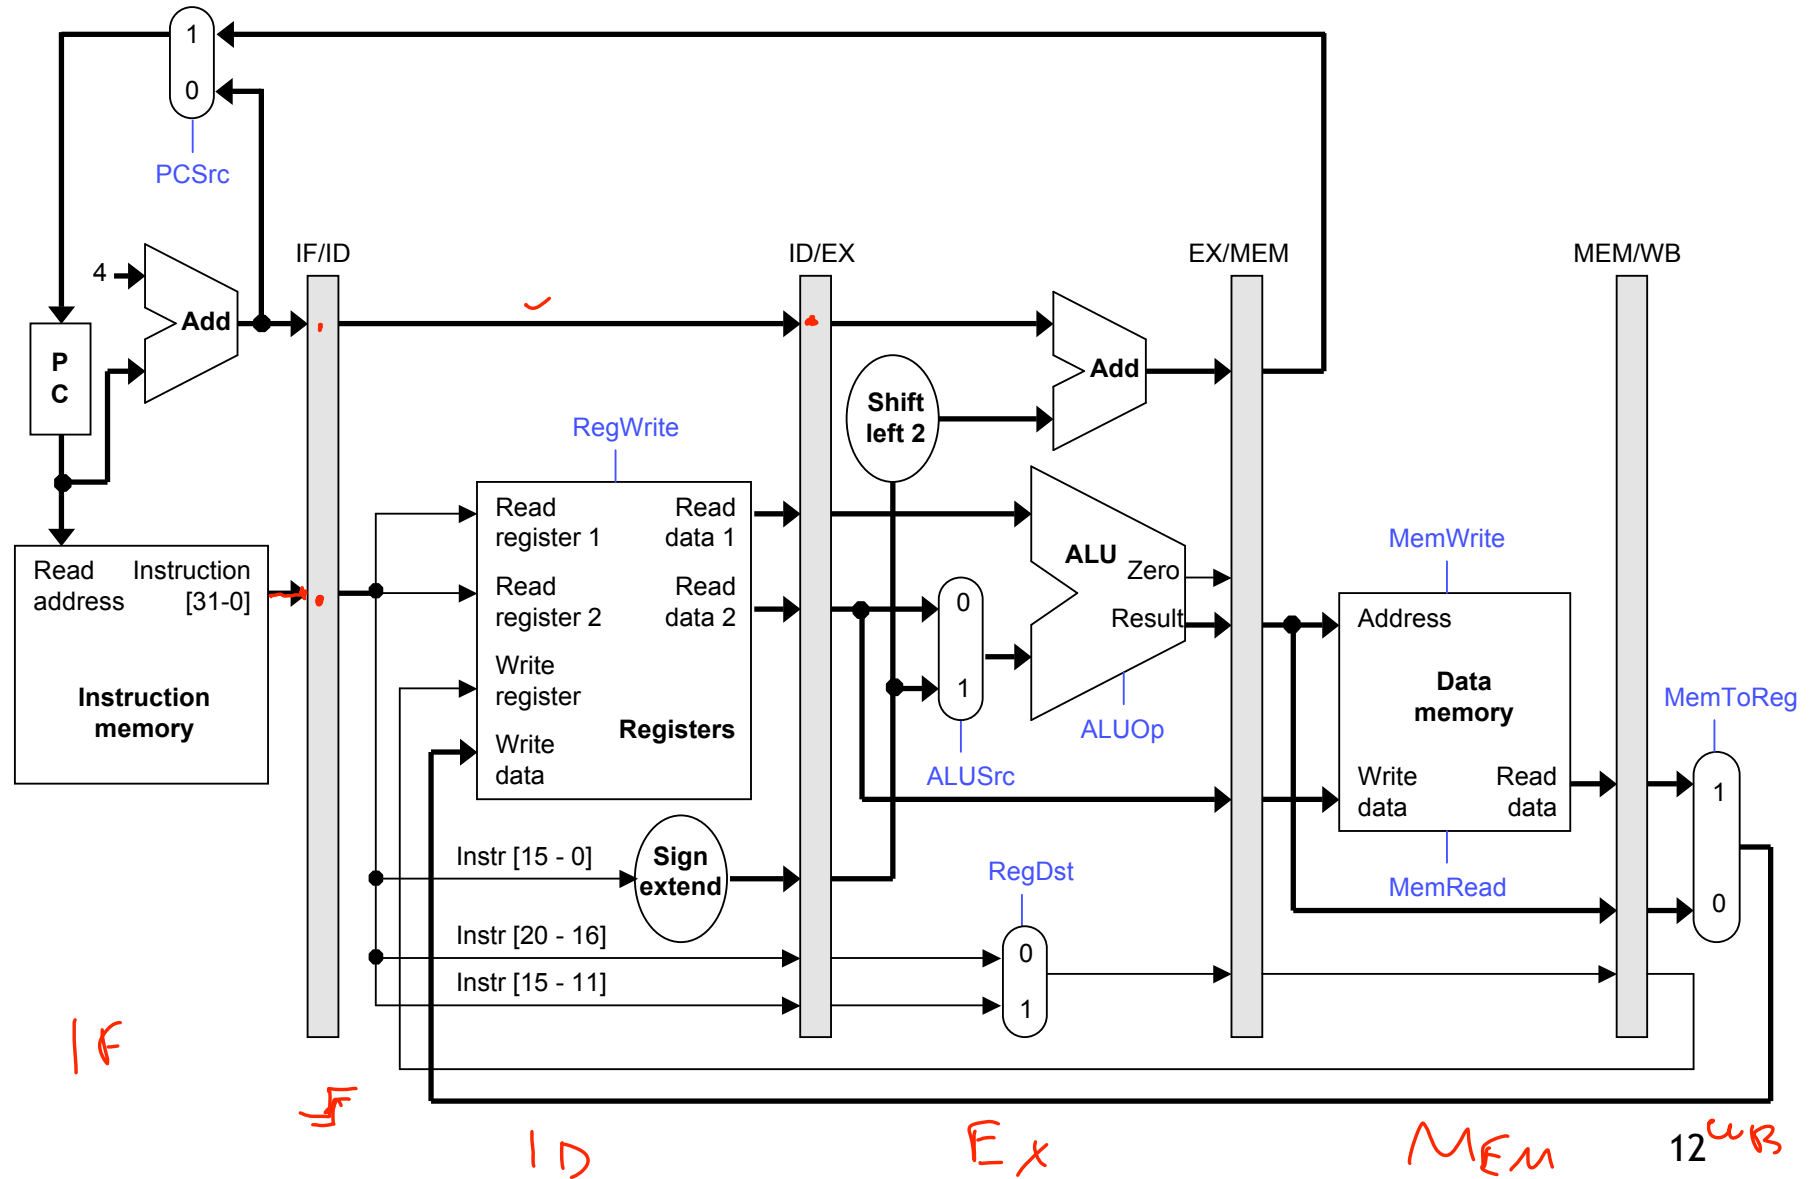 1
0
PCSrc
IF/ID
ID/EX
EX/MEM
MEM/WB
4
Add
P
C
Add
Shift
left 2
RegWrite
Read
register 1
Read
data 1
Read
register 2
Read
data 2
Write
register
Write
data
Registers
Read
address
Instruction
[31-0]
Instruction
memory
0
1
ALUSrc
ALU
Zero
Result
ALUOp
MemWrite
Address
Data
memory
Write
data
Read
data
MemRead
MemToReg
1
0
Instr [15 - 0]
Sign
extend
Instr [20 - 16]
Instr [15 - 11]
RegDst
0
1
IF
ID
EX
MEM
12
WB